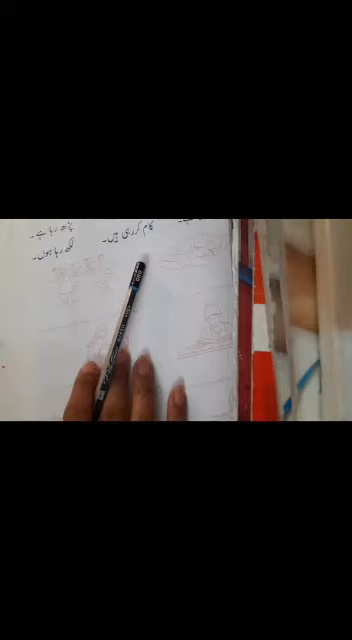 پڑھ رہا ہے۔
کام کر رہی ہیں۔
لکھ رہا ہوں۔